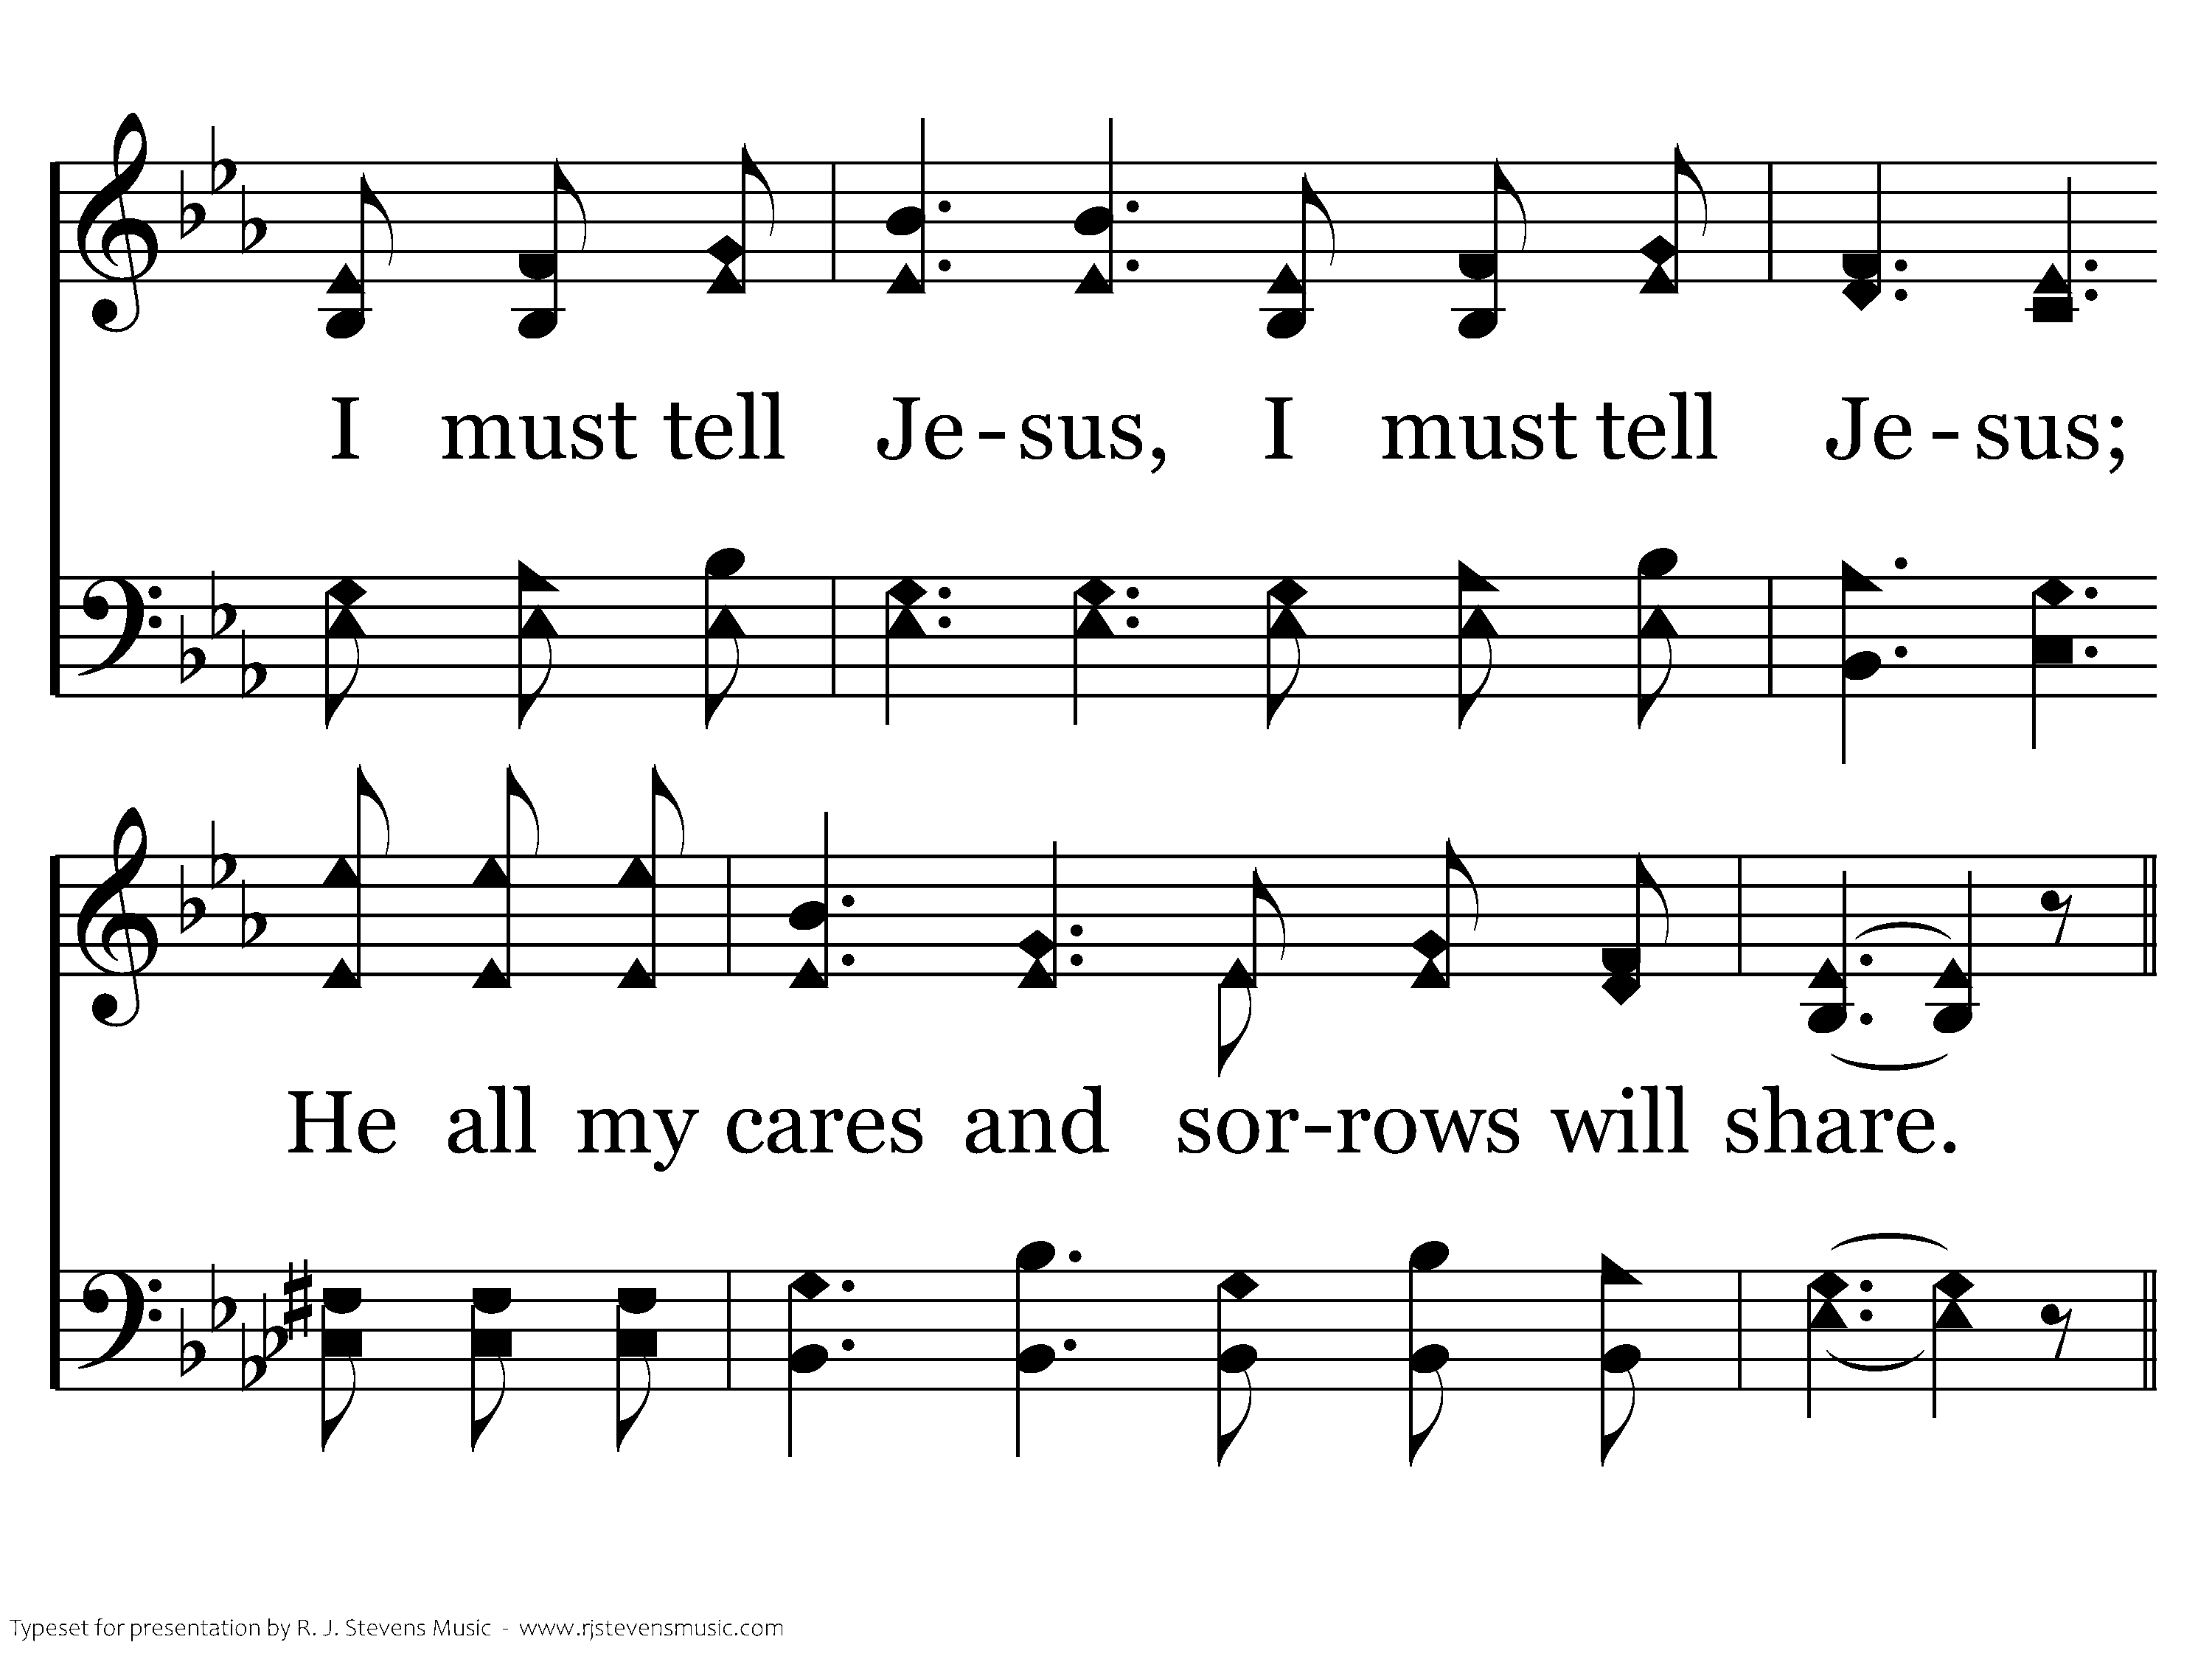 I must tell Je-sus, I must tell Je-sus;
He all my cares and sor-rows will share.
Typeset for presentation by R. J. Stevens Music - www.rjstevensmusic.com